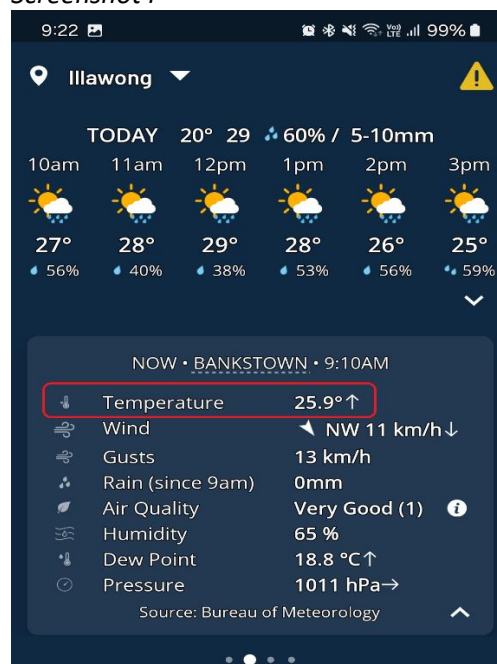 Screenshot 1
9:22 Vo) LTE 99%
Illawong
TODAY 20° 29 60% / 5-10mm
10am 11am 12pm 1pm 2pm 3pm
27° 28° 29° 28° 26° 25°
56% 40% 38% 53% 56% 59%
NOW • BANKSTOWN • 9:10AM
Temperature 25.9°↑
Wind NW 11 km/h↓
Gusts 13 km/h
Rain (since 9am) 0mm
Air Quality Very Good (1)
Humidity 65 %
Dew Point 18.8 °C↑
Pressure 1011 hPa→
Source: Bureau of Meteorology